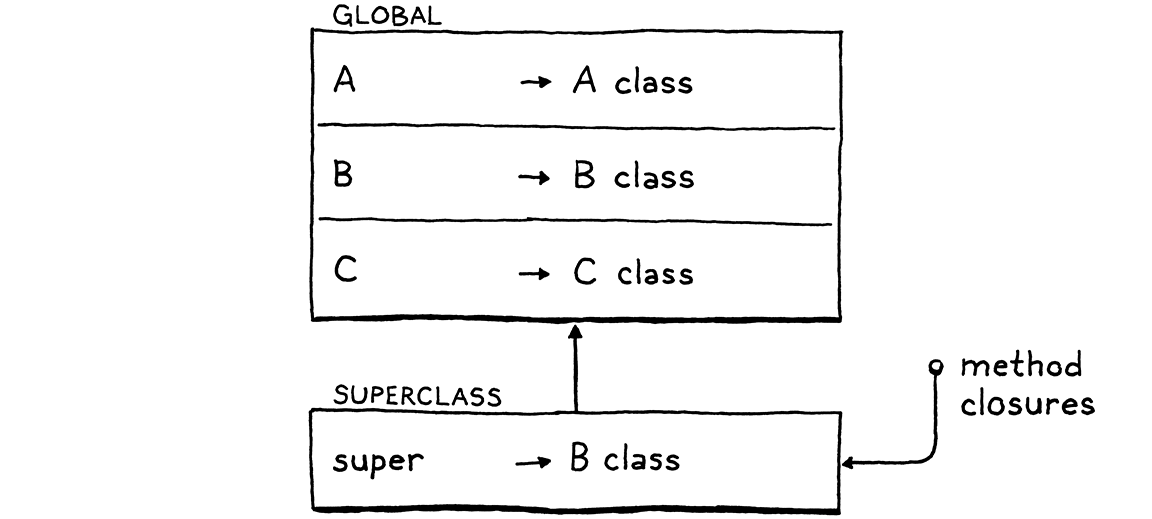 GLOBAL
A → A class
B → B class
C → C class
method
closures
SUPERCLASS
super → B class